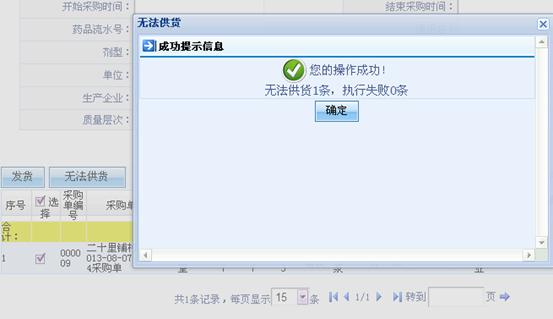 开始采购时间：
结束采购时间：
无法供货
药品流水号：
成功提示信息
剂型：
您的操作成功！
单位：
无法供货1条，执行失败0条
生产企业：
确定
质量层次：
发货 无法供货
序号 选择 采购单编号 采购单
合计：
1 000009 二十里铺
013-08-07
4采购单
共1条记录，每页显示 15 条 1/1 转到 页